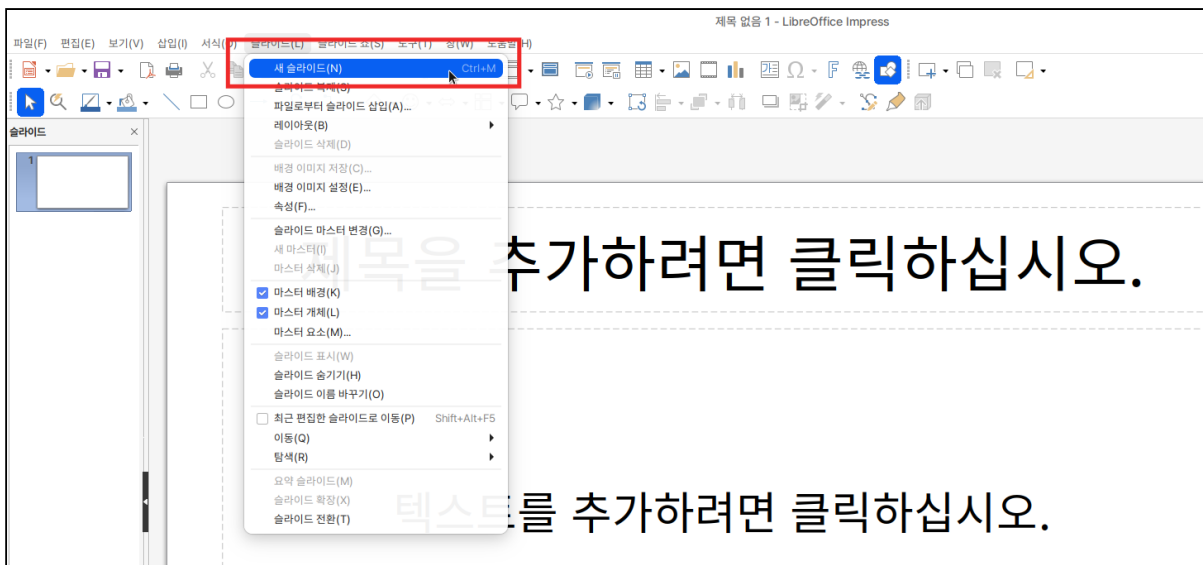 제목 없음 1 - LibreOffice Impress
파일(F) 편집(E) 보기(V) 삽입(I) 서식(O) 슬라이드(L) 슬라이드 쇼(S) 도구(T) 창(W) 도움말(H)
새 슬라이드(N) Ctrl+M
슬라이드 복제(S)
파일로부터 슬라이드 삽입(A)...
레이아웃(B)
슬라이드 삭제(D)
배경 이미지 저장(C)...
배경 이미지 설정(E)...
속성(F)...
슬라이드 마스터 변경(G)...
새 마스터(I)
마스터 삭제(J)
마스터 배경(K)
마스터 개체(L)
마스터 요소(M)...
슬라이드 표시(W)
슬라이드 숨기기(H)
슬라이드 이름 바꾸기(O)
최근 편집한 슬라이드로 이동(P) Shift+Alt+F5
이동(Q)
탐색(R)
요약 슬라이드(M)
슬라이드 확장(X)
슬라이드 전환(T)
슬라이드
1
제목을 추가하려면 클릭하십시오.
텍스트를 추가하려면 클릭하십시오.